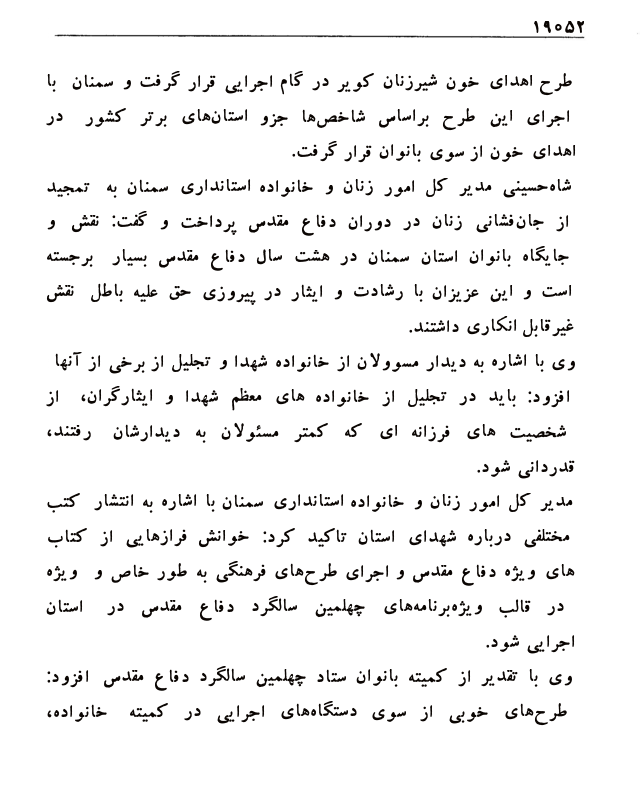 ۱۹۰۵۲
طرح اهدای خون شیرزنان کویر در گام اجرایی قرار گرفت و سمنان با
اجرای این طرح براساس شاخص‌ها جزو استان‌های برتر کشور در
اهدای خون از سوی بانوان قرار گرفت.
شاه‌حسینی مدیر کل امور زنان و خانواده استانداری سمنان به تمجید
از جان‌فشانی زنان در دوران دفاع مقدس پرداخت و گفت: نقش و
جایگاه بانوان استان سمنان در هشت سال دفاع مقدس بسیار برجسته
است و این عزیزان با رشادت و ایثار در پیروزی حق علیه باطل نقش
غیرقابل انکاری داشتند.
وی با اشاره به دیدار مسوولان از خانواده شهدا و تجلیل از برخی از آنها
افزود: باید در تجلیل از خانواده های معظم شهدا و ایثارگران، از
شخصیت های فرزانه ای که کمتر مسئولان به دیدارشان رفتند،
قدردانی شود.
مدیر کل امور زنان و خانواده استانداری سمنان با اشاره به انتشار کتب
مختلفی درباره شهدای استان تاکید کرد: خوانش فرازهایی از کتاب
های ویژه دفاع مقدس و اجرای طرح‌های فرهنگی به طور خاص و ویژه
در قالب ویژه‌برنامه‌های چهلمین سالگرد دفاع مقدس در استان
اجرایی شود.
وی با تقدیر از کمیته بانوان ستاد چهلمین سالگرد دفاع مقدس افزود:
طرح‌های خوبی از سوی دستگاه‌های اجرایی در کمیته خانواده،